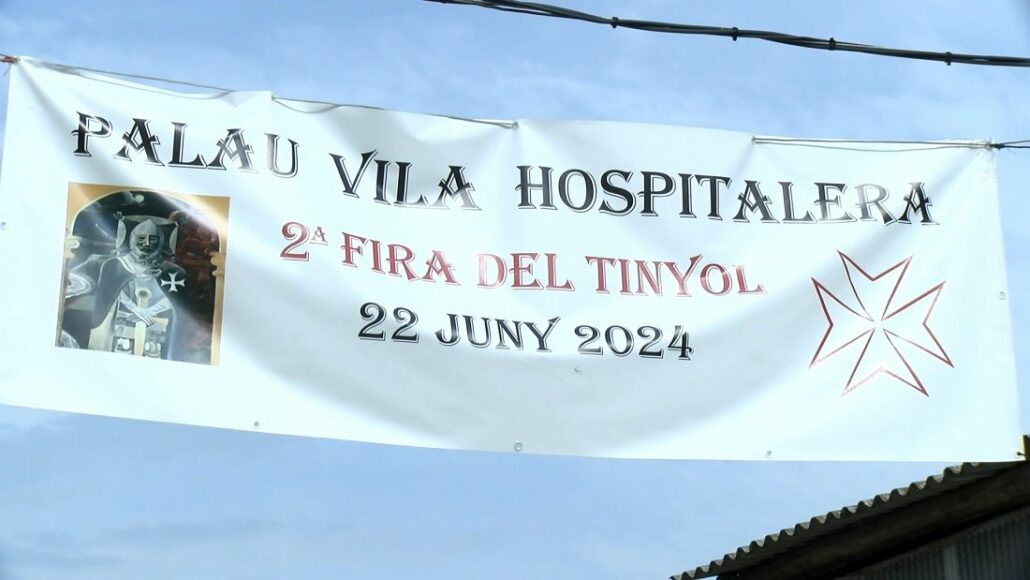 PALAU VILA HOSPITALERA
2ª FIRA DEL TINYOL
22 JUNY 2024